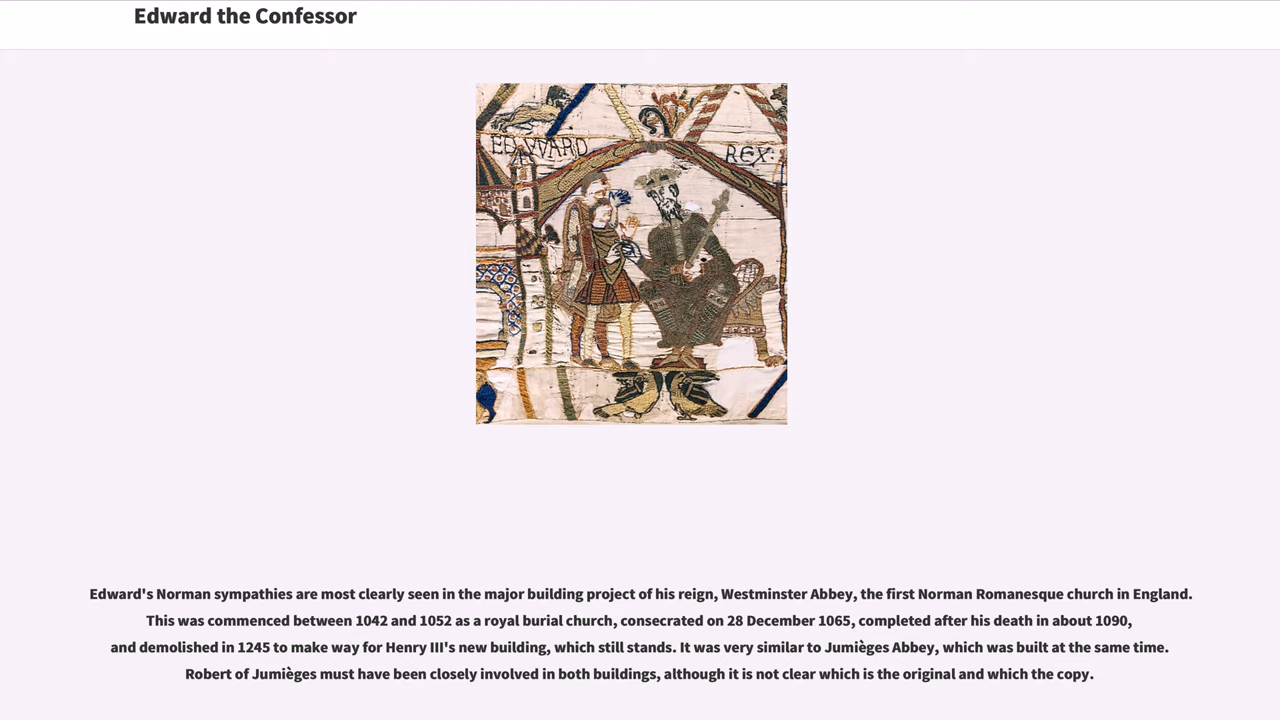 Edward the Confessor
EDVVARD REX:
Edward's Norman sympathies are most clearly seen in the major building project of his reign, Westminster Abbey, the first Norman Romanesque church in England.
This was commenced between 1042 and 1052 as a royal burial church, consecrated on 28 December 1065, completed after his death in about 1090,
and demolished in 1245 to make way for Henry III's new building, which still stands. It was very similar to Jumièges Abbey, which was built at the same time.
Robert of Jumièges must have been closely involved in both buildings, although it is not clear which is the original and which the copy.